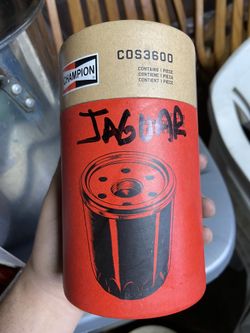 CHAMPION
COS3600
CONTAINS 1 PIECE
CONTIENE 1 PIEZA
CONTIENT 1 PIÈCE
JAGUAR